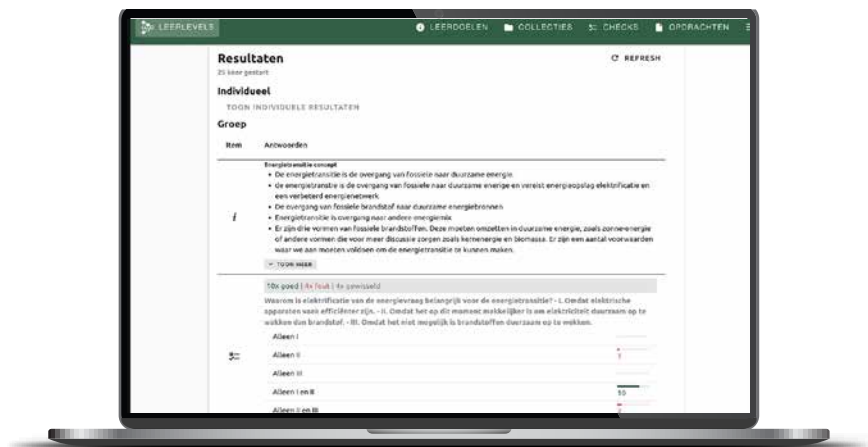 LEERLEVELS
LEERDOELEN
COLLECTIES
CHECKS
OPDRACHTEN
Resultaten
REFRESH
25 keer gestart
Individueel
TOON INDIVIDUELE RESULTATEN
Groep
Item Antwoorden
Energietransitie concept
• De energietransitie is de overgang van fossiele naar duurzame energie.
• de energietransitie is de overgang van fossiele naar duurzame energie en vereist energieopslag elektrificatie en
een verbeterd energienetwerk
• De overgang van fossiele brandstof naar duurzame energiebronnen
• Energietransitie is overgang naar andere energiemix
• Er zijn drie vormen van fossiele brandstoffen. Deze moeten omzetten in duurzame energie, zoals zonne-energie
of andere vormen die voor meer discussie zorgen zoals kernenergie en biomassa. Er zijn een aantal voorwaarden
waar we aan moeten voldoen om de energietransitie te kunnen maken.
i
TOON MEER
10x goed | 4x fout | 4x gewisseld
Waarom is elektrificatie van de energievraag belangrijk voor de energietransitie? - I. Omdat elektrische
apparaten vaak efficiënter zijn. - II. Omdat het op dit moment makkelijker is om elektriciteit duurzaam op te
wekken dan brandstof. - III. Omdat het niet mogelijk is brandstoffen duurzaam op te wekken.
Alleen I
Alleen II 1
Alleen III
Alleen I en II 10
Alleen II en III 2